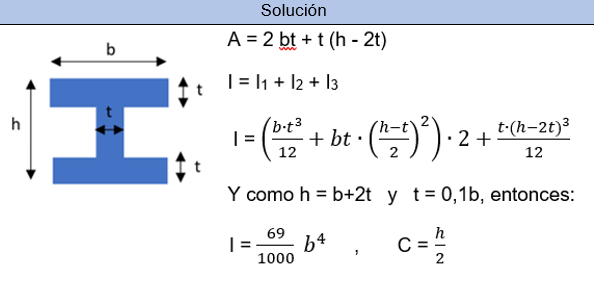 Solución
A = 2 bt + t (h - 2t)
b
t
I = I1 + I2 + I3
t
h
I = (b·t³/12 + bt · (h−t/2)²) · 2 + t·(h−2t)³/12
t
Y como h = b+2t y t = 0,1b, entonces:
I = 69/1000 b⁴ , C = h/2